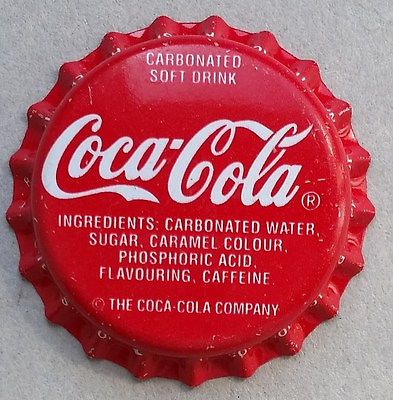 CARBONATED
SOFT DRINK
Coca-Cola®
INGREDIENTS: CARBONATED WATER,
SUGAR, CARAMEL COLOUR,
PHOSPHORIC ACID,
FLAVOURING, CAFFEINE.
© THE COCA-COLA COMPANY